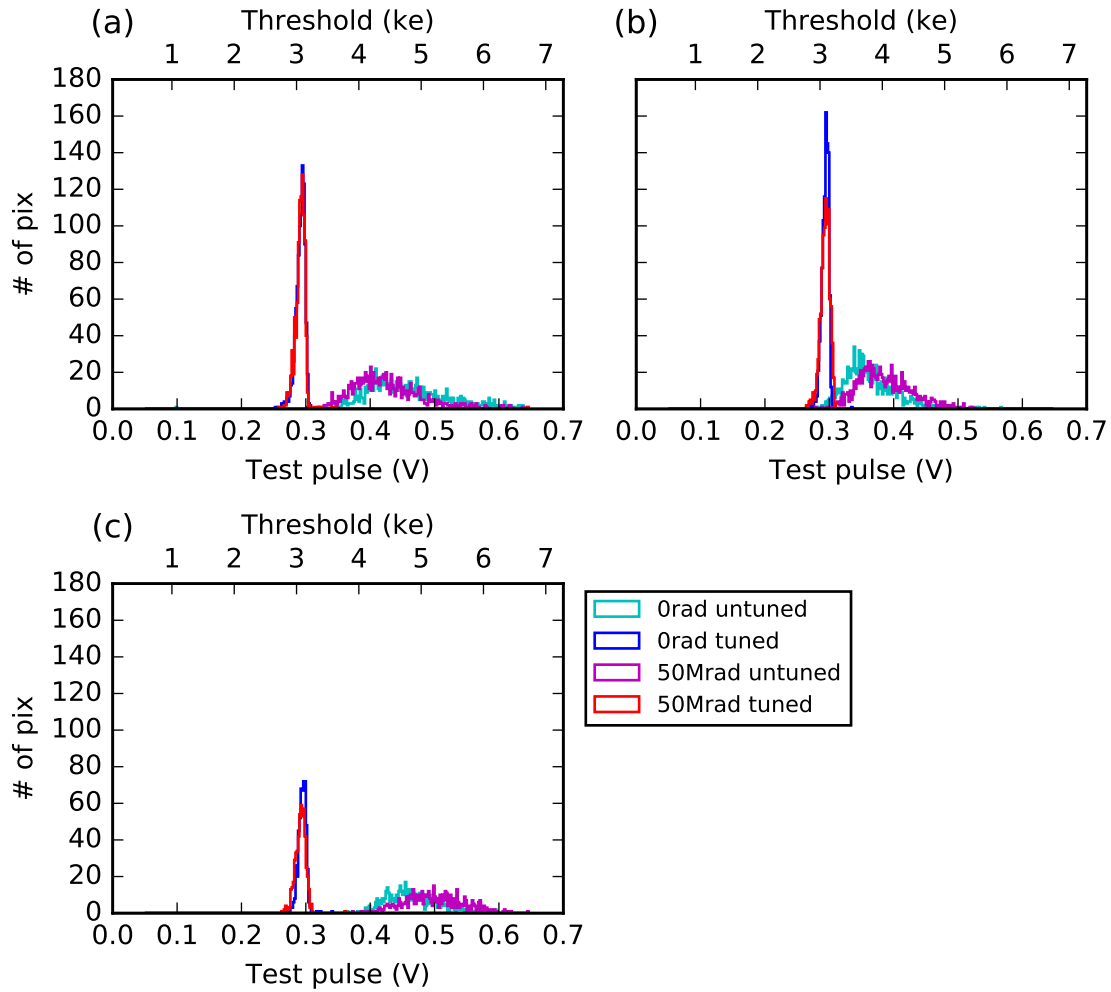 (a) Threshold (ke)
1 2 3 4 5 6 7
180
160
140
120
100
80
60
40
20
0
# of pix
0.0 0.1 0.2 0.3 0.4 0.5 0.6 0.7
Test pulse (V)
(b) Threshold (ke)
1 2 3 4 5 6 7
0.0 0.1 0.2 0.3 0.4 0.5 0.6 0.7
Test pulse (V)
(c) Threshold (ke)
1 2 3 4 5 6 7
180
160
140
120
100
80
60
40
20
0
# of pix
0.0 0.1 0.2 0.3 0.4 0.5 0.6 0.7
Test pulse (V)
0rad untuned
0rad tuned
50Mrad untuned
50Mrad tuned